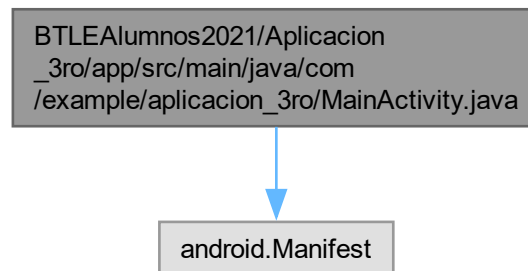 BTLEAlumnos2021/Aplicacion
_3ro/app/src/main/java/com
/example/aplicacion_3ro/MainActivity.java
android.Manifest